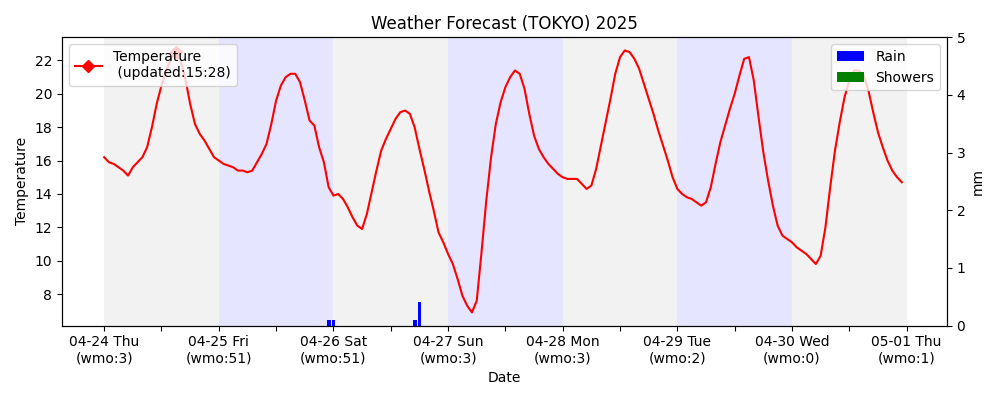 Weather Forecast (TOKYO) 2025
Temperature
(updated:15:28)
Rain
Showers
Temperature
22
20
18
16
14
12
10
8
5
4
3
2
1
0
mm
04-24 Thu
(wmo:3)
04-25 Fri
(wmo:51)
04-26 Sat
(wmo:51)
04-27 Sun
(wmo:3)
04-28 Mon
(wmo:3)
04-29 Tue
(wmo:2)
04-30 Wed
(wmo:0)
05-01 Thu
(wmo:1)
Date